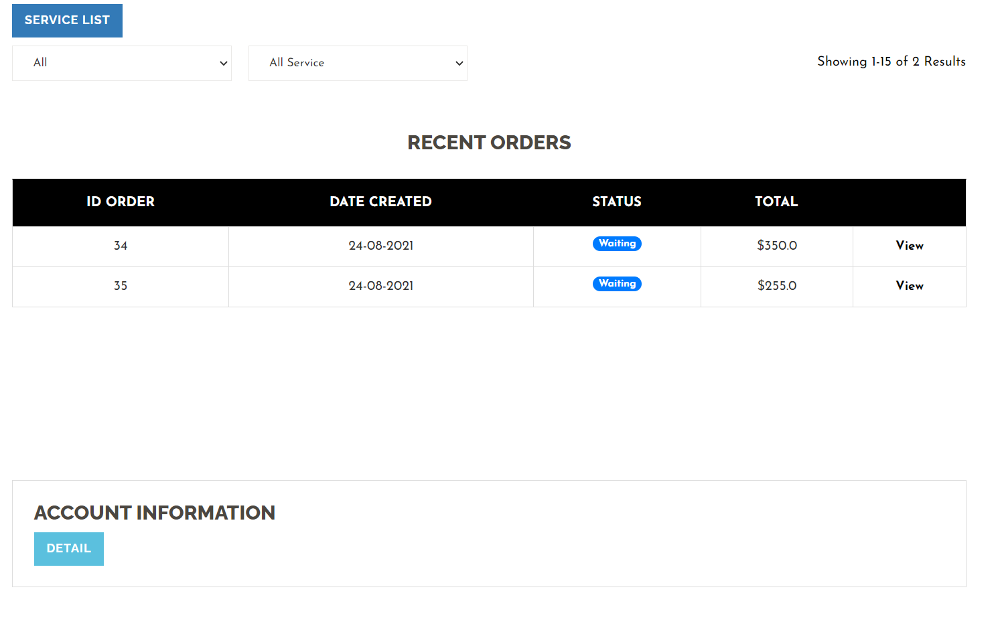 SERVICE LIST
All
All Service
Showing 1-15 of 2 Results
RECENT ORDERS
ID ORDER DATE CREATED STATUS TOTAL
34 24-08-2021 Waiting $350.0 View
35 24-08-2021 Waiting $255.0 View
ACCOUNT INFORMATION
DETAIL